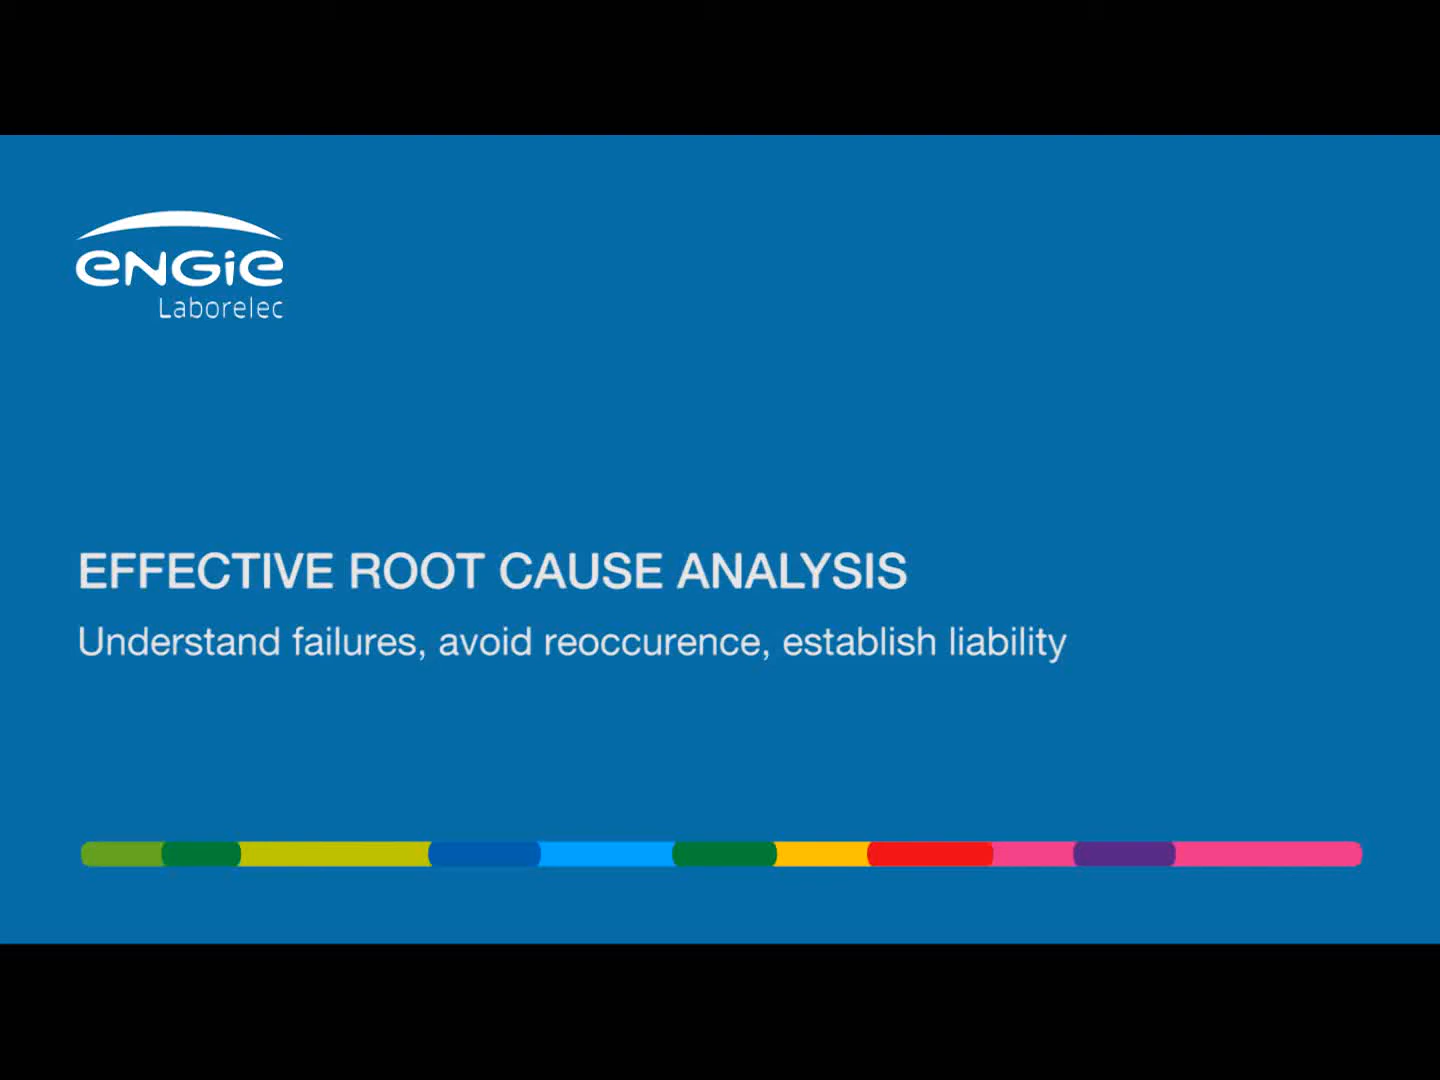 eNGie
Laborelec
EFFECTIVE ROOT CAUSE ANALYSIS
Understand failures, avoid reoccurence, establish liability